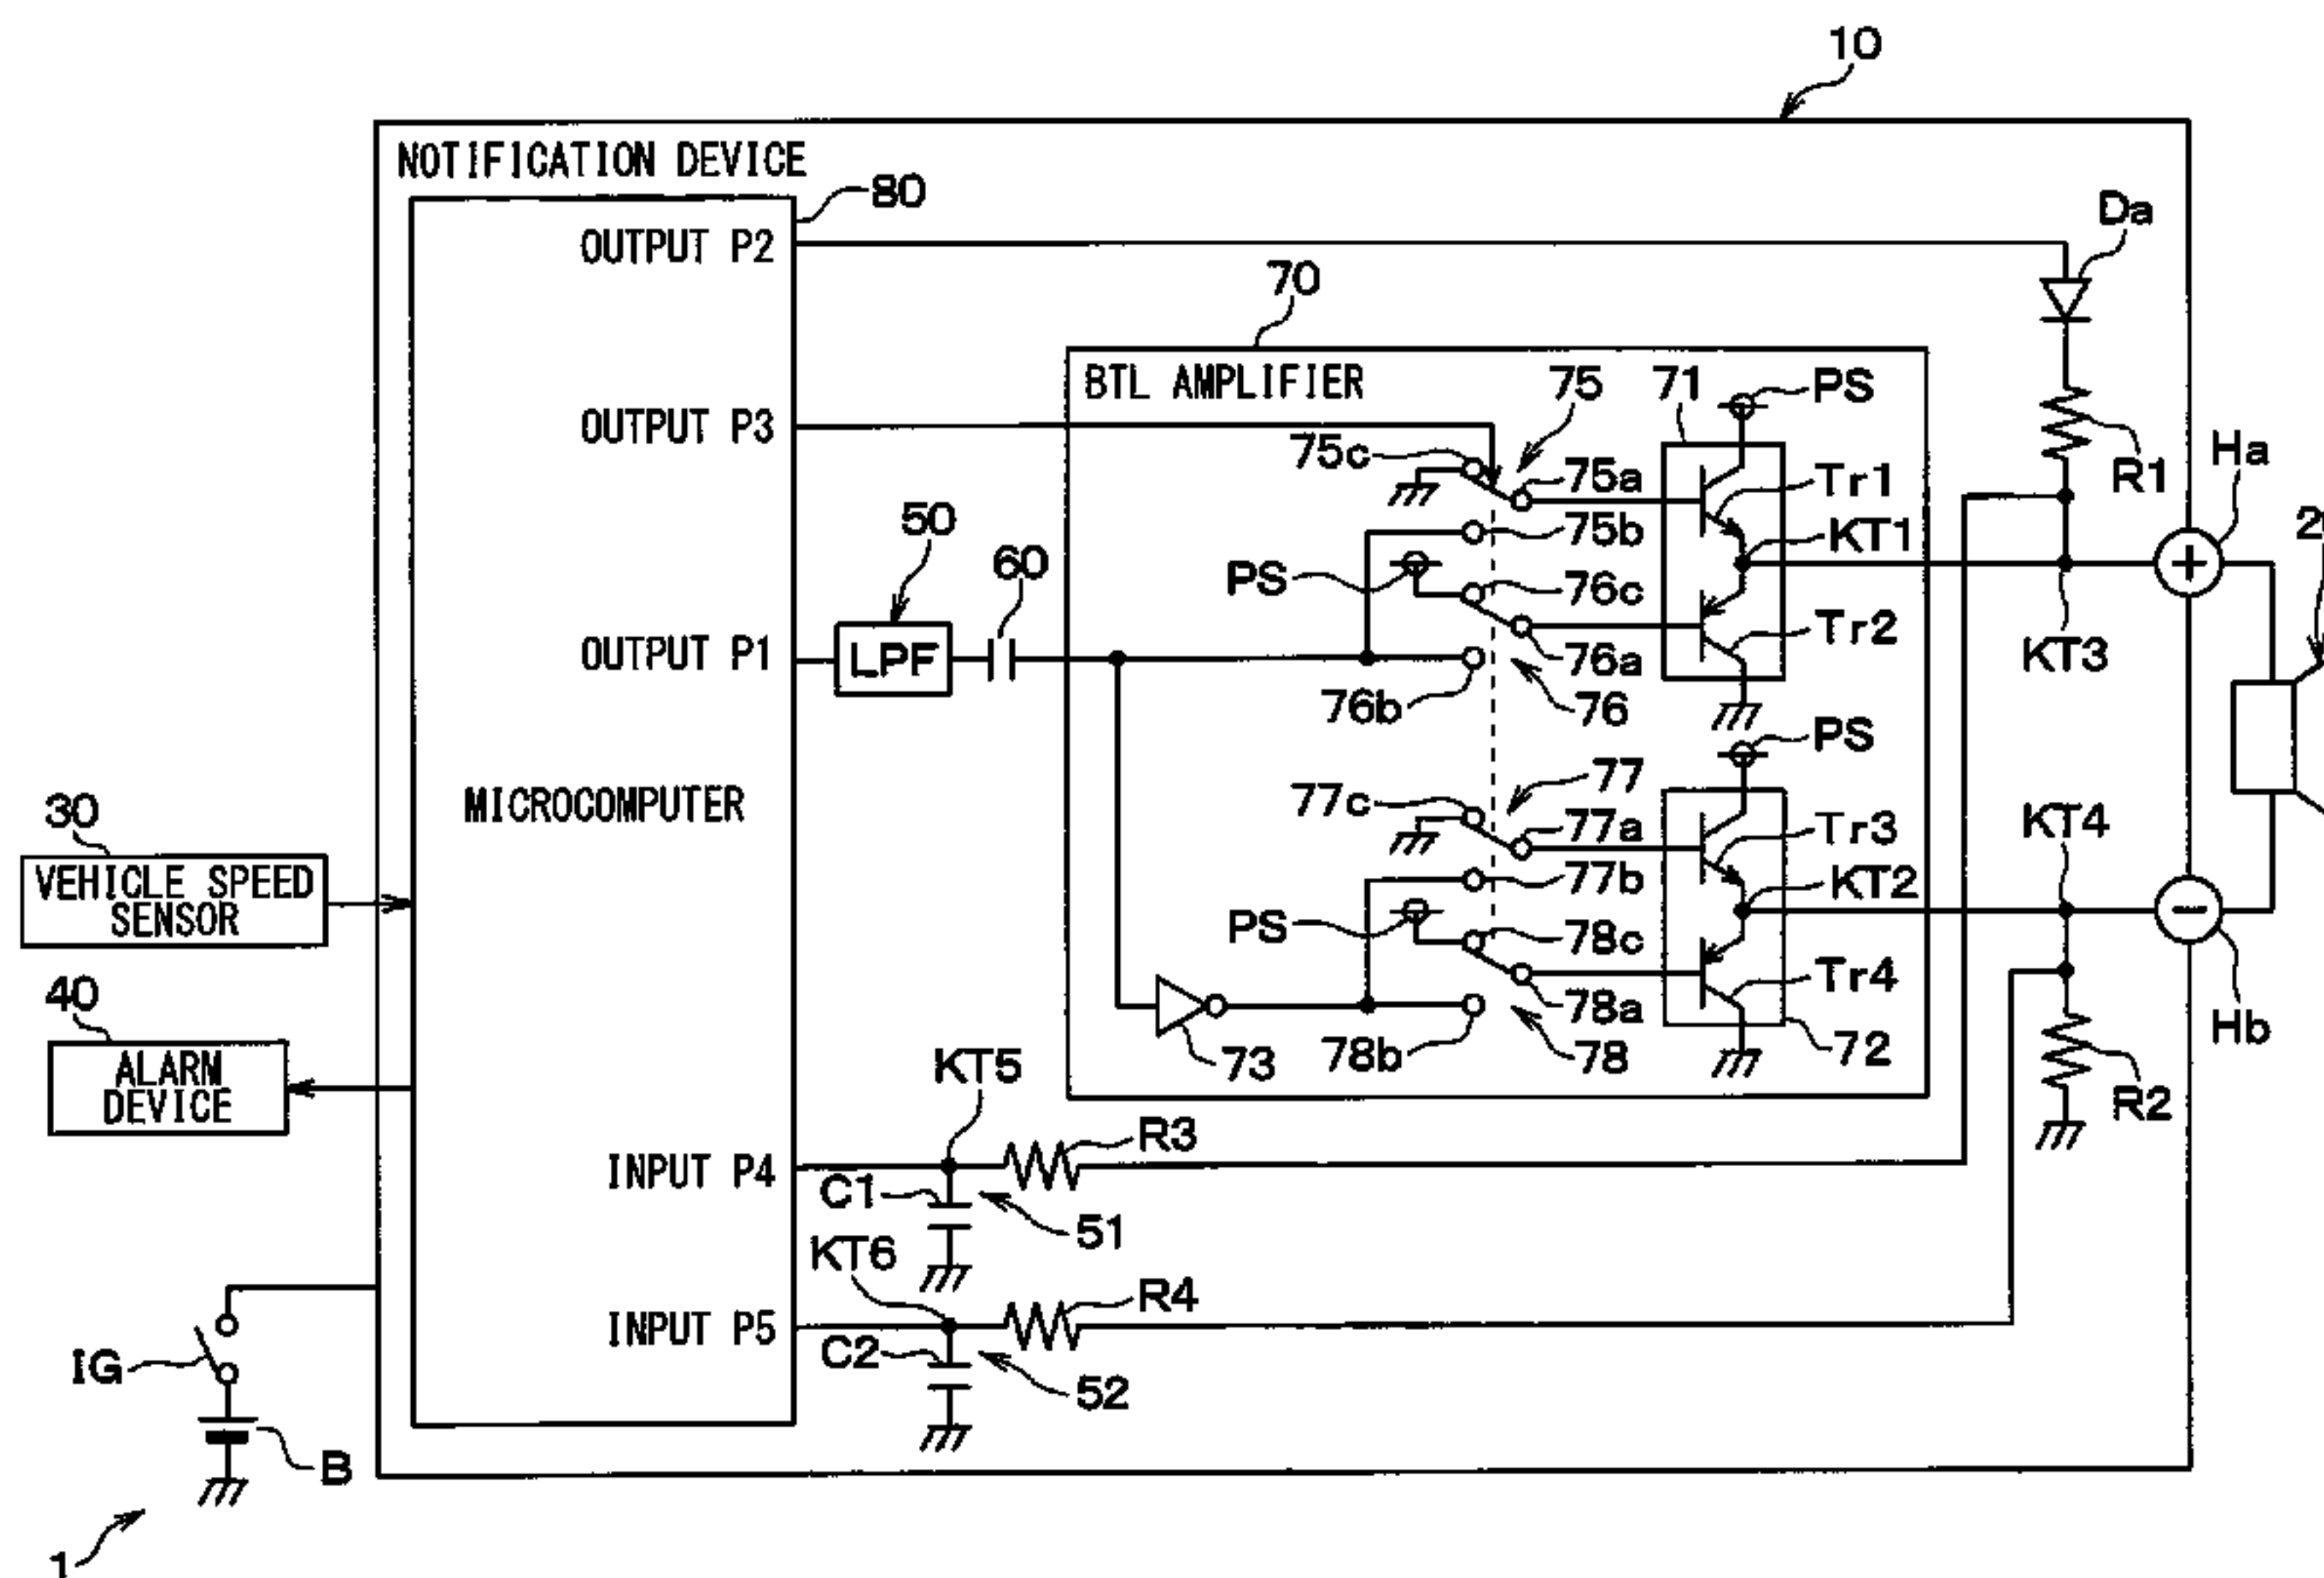 10
NOTIFICATION DEVICE
80
OUTPUT P2
Da
70
BTL AMPLIFIER
75
71
PS
OUTPUT P3
75c
75a
Tr1
R1
Ha
50
60
75b
KT1
PS
76c
OUTPUT P1
LPF
76a
Tr2
KT3
76b
76
PS
77
30
MICROCOMPUTER
77c
77a
Tr3
KT4
VEHICLE SPEED
SENSOR
77b
KT2
PS
78c
40
78a
Tr4
Hb
ALARM
DEVICE
KT5
73
78b
78
72
R2
R3
INPUT P4
C1
51
KT6
R4
INPUT P5
C2
52
IG
B
1